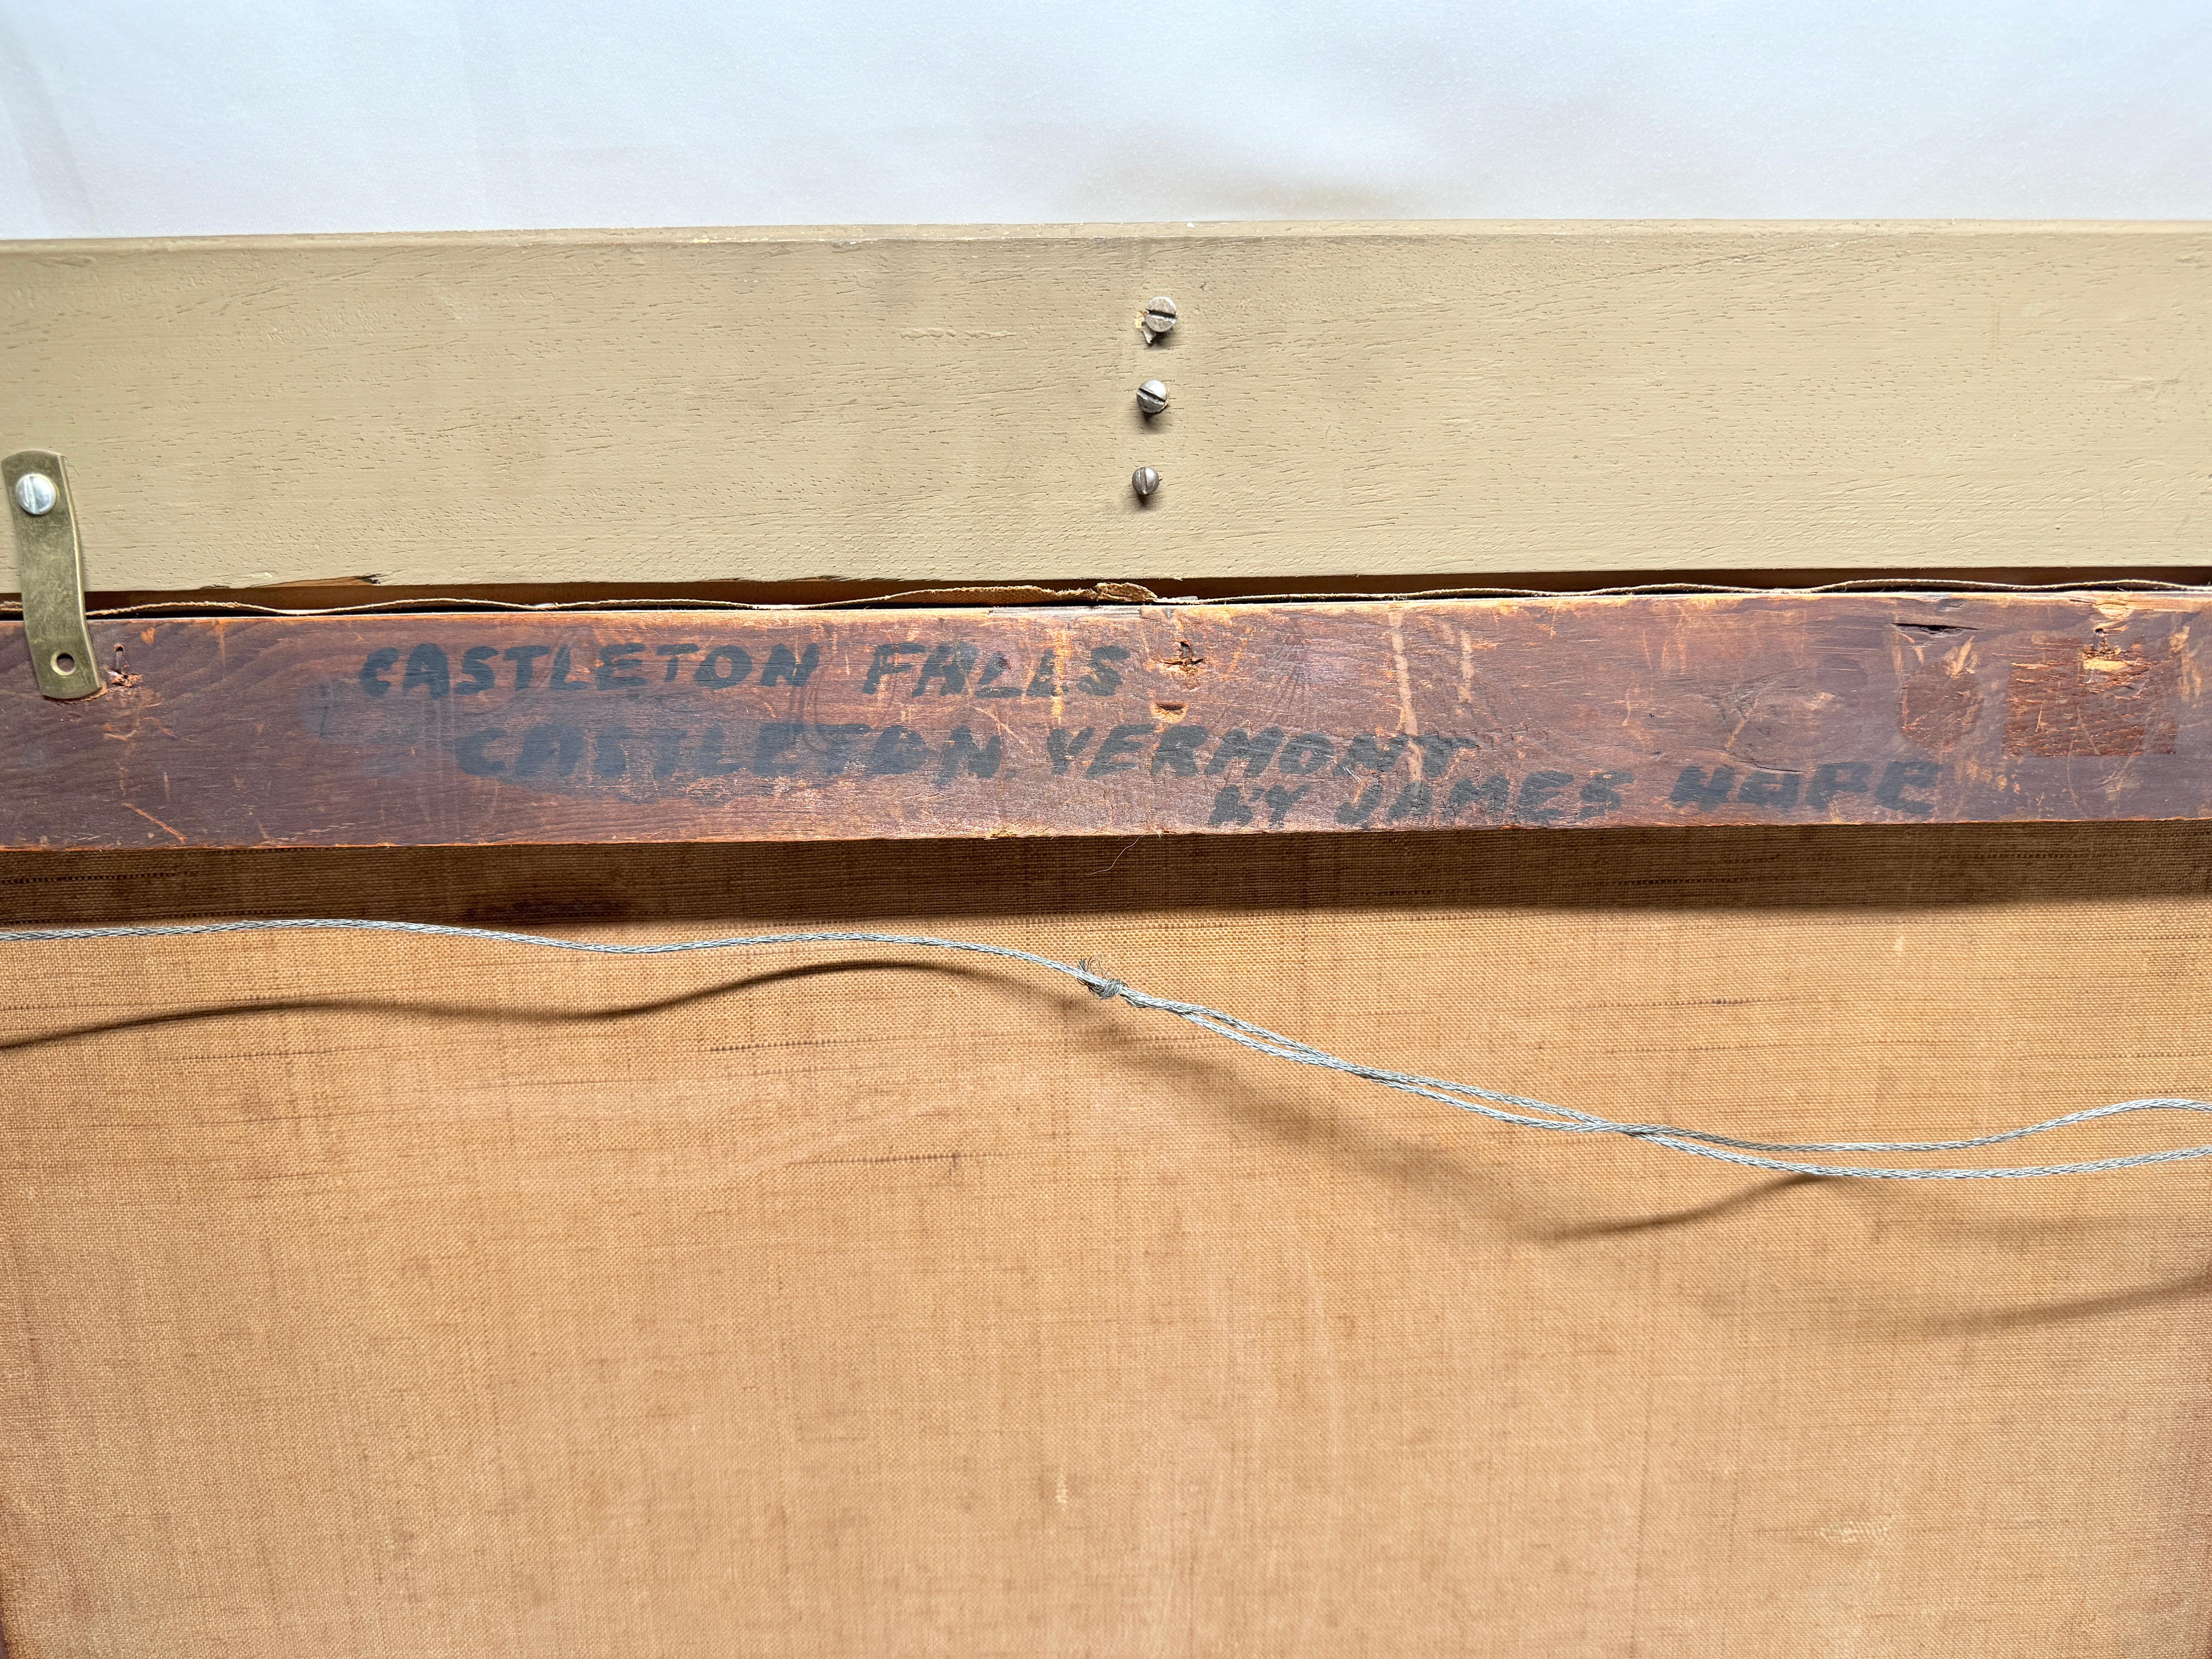 CASTLETON FALLS
CASTLETON, VERMONT
BY JAMES HOPE